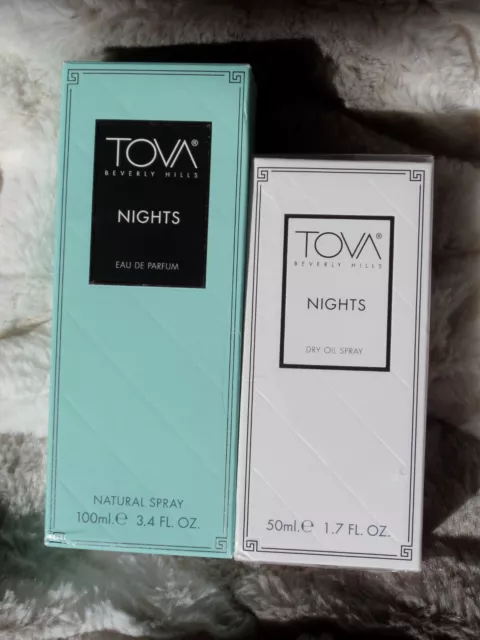 TOVA®
BEVERLY HILLS
NIGHTS
EAU DE PARFUM
NATURAL SPRAY
100ml.℮ 3.4 FL. OZ.
TOVA®
BEVERLY HILLS
NIGHTS
DRY OIL SPRAY
50ml.℮ 1.7 FL. OZ.